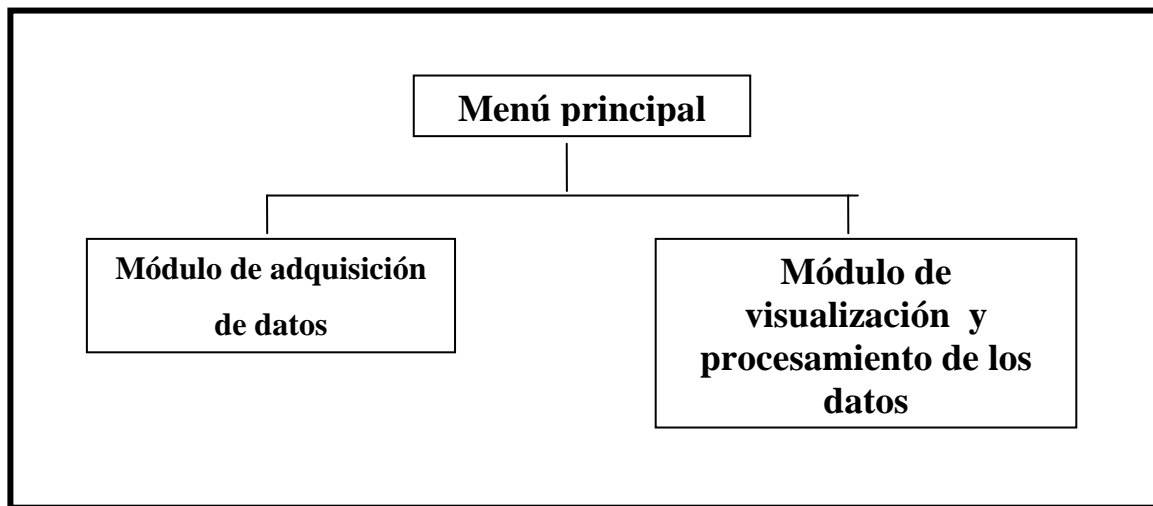 Menú principal
Módulo de adquisición
de datos
Módulo de
visualización y
procesamiento de los
datos